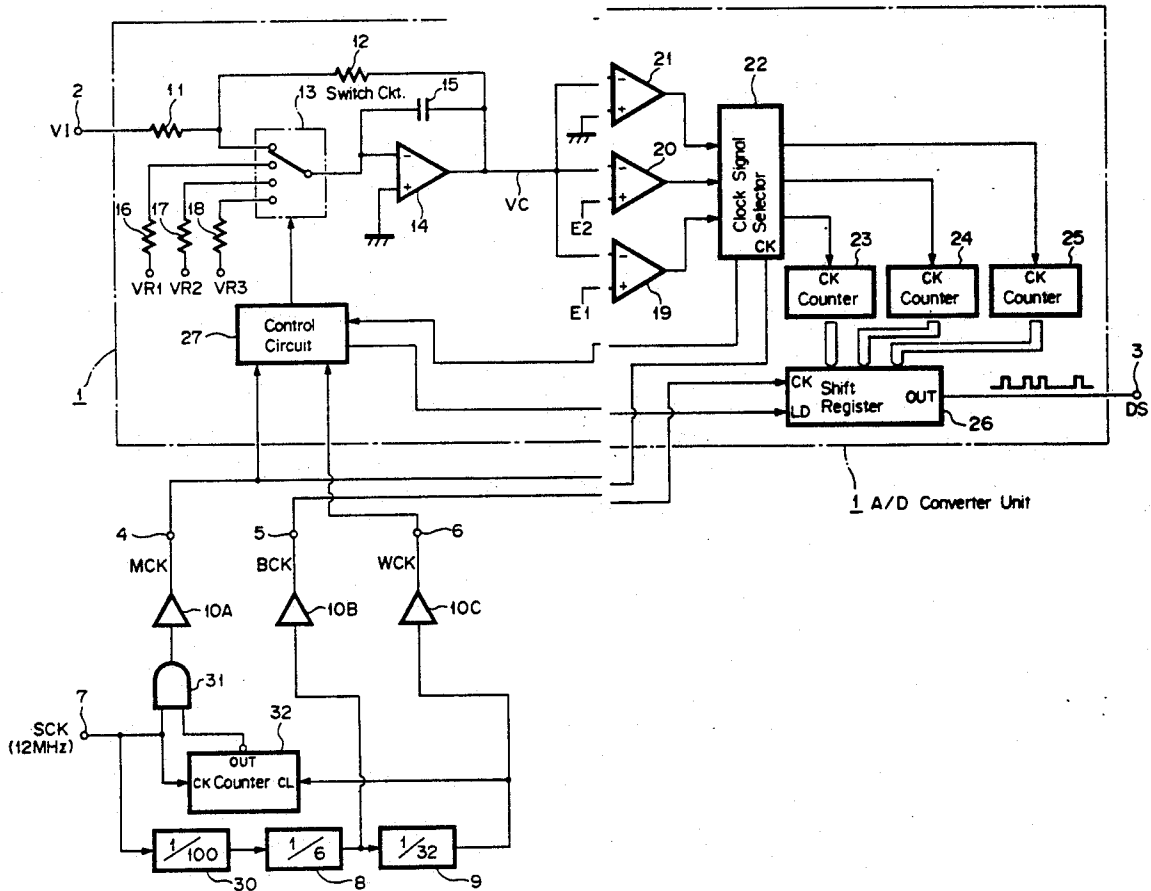 12
Switch Ckt.
15
13
2
11
VI
21
22
20
Clock Signal
Selector
CK
14
VC
E2
E1
19
16
17
18
VR1 VR2 VR3
23
24
25
CK
Counter
CK
Counter
CK
Counter
27
Control
Circuit
1
CK
Shift
Register
LD
OUT
26
3
DS
1 A/D Converter Unit
4
5
6
MCK
BCK
WCK
10A
10B
10C
31
7
SCK
(12MHz)
32
OUT
CK Counter CL
1/100
1/6
1/32
30
8
9